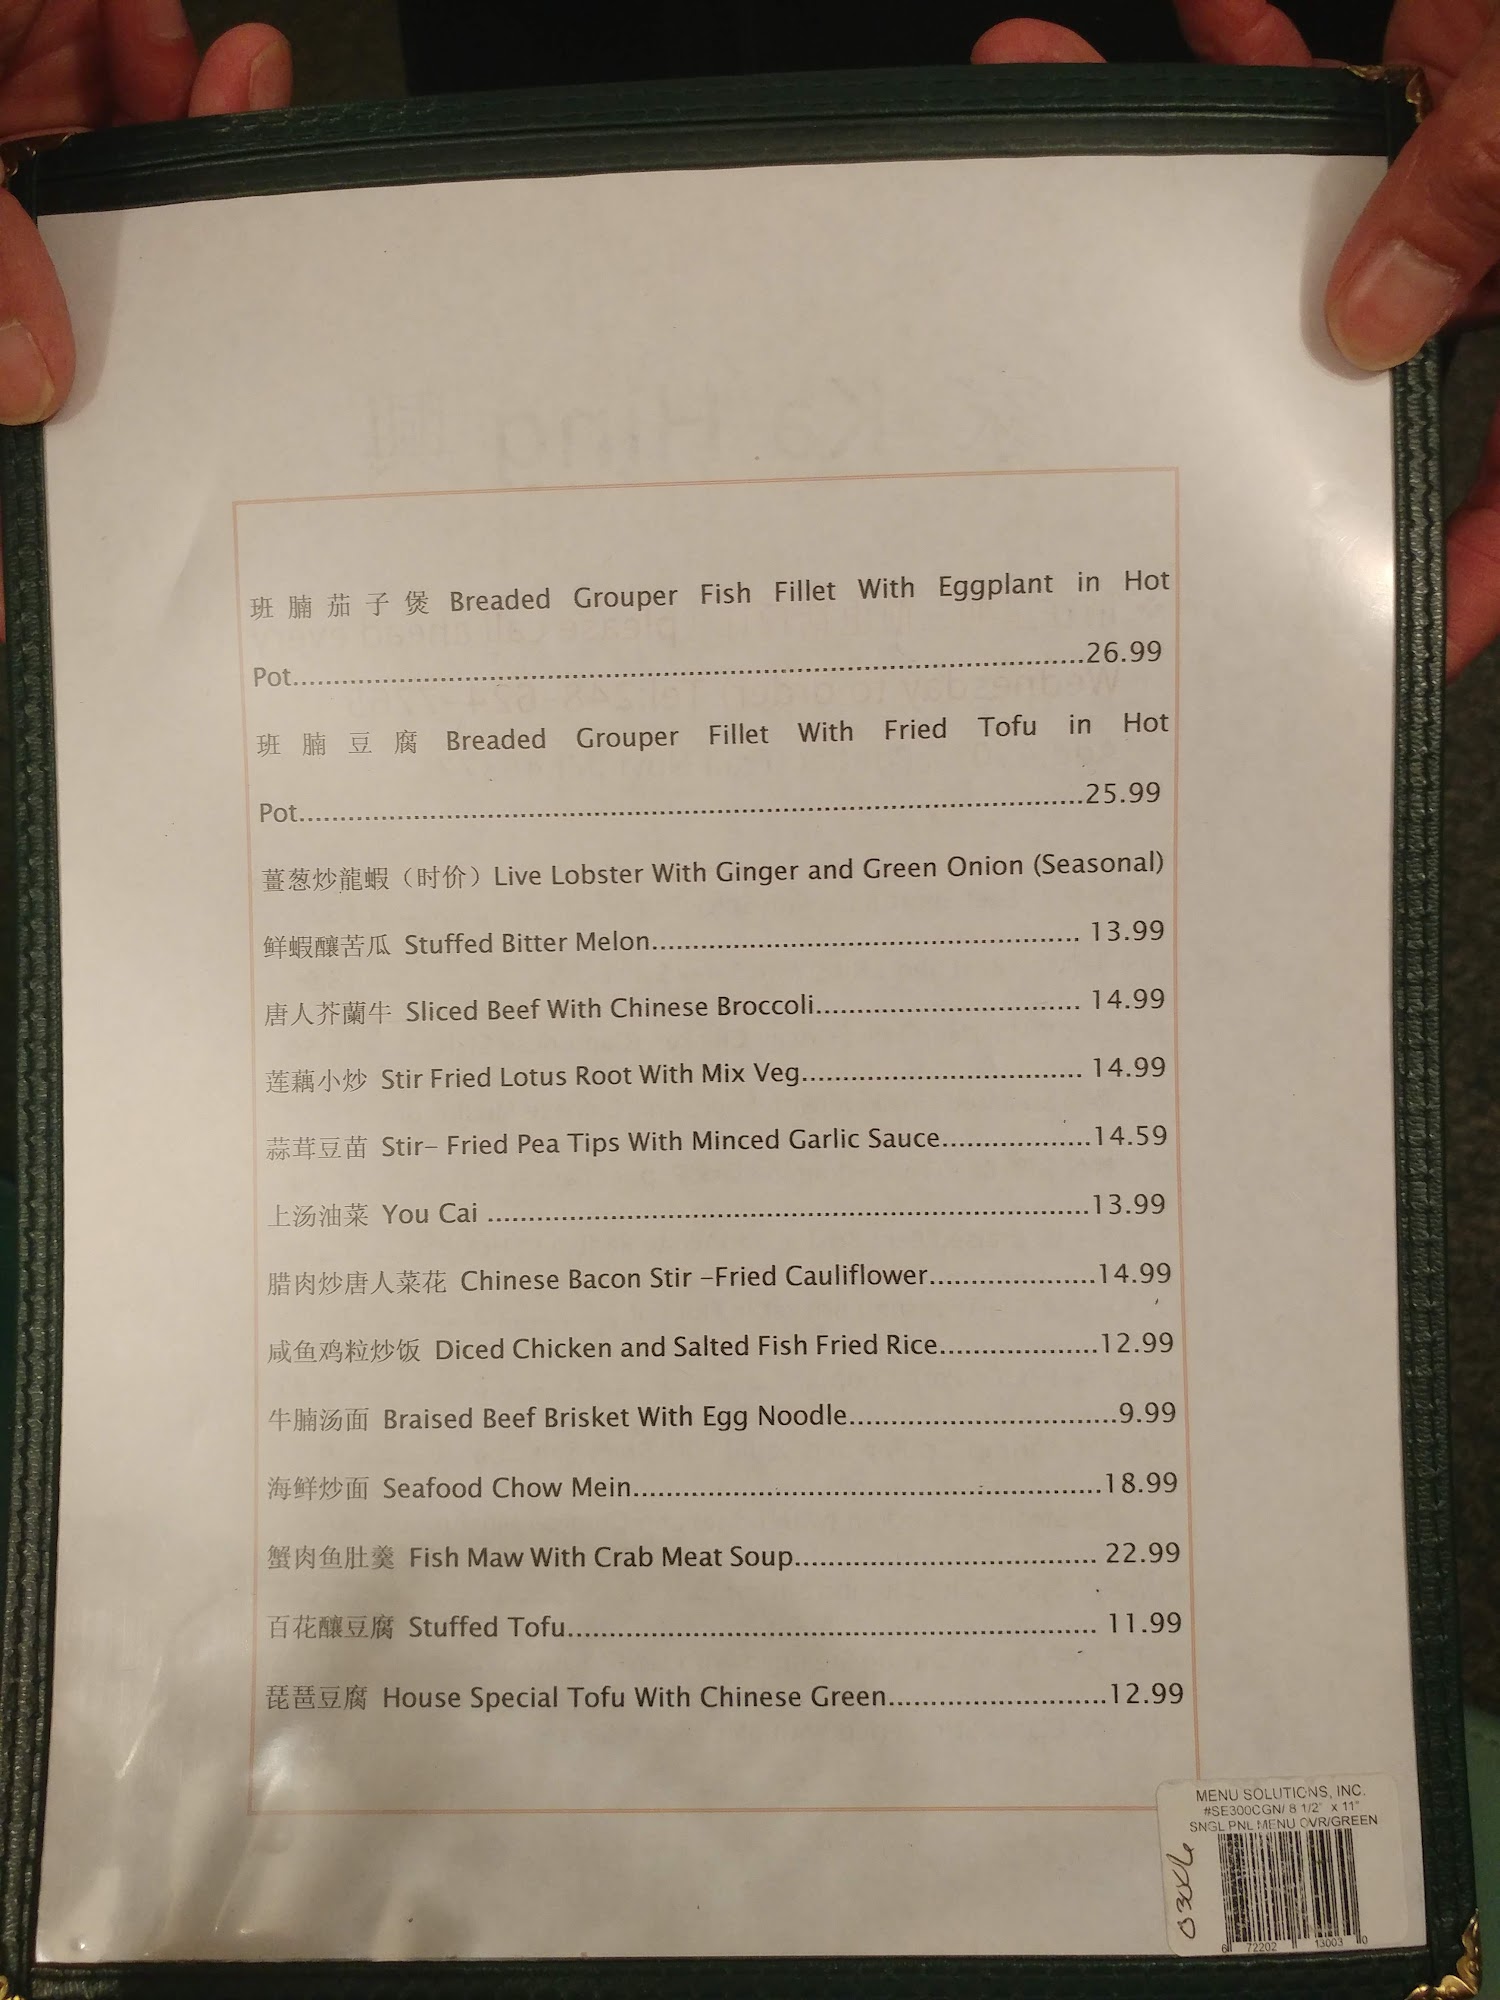 班腩茄子煲 Breaded Grouper Fish Fillet With Eggplant in Hot
Pot...............................................................................................26.99
班腩豆腐 Breaded Grouper Fillet With Fried Tofu in Hot
Pot...............................................................................................25.99
薑葱炒龍蝦（时价）Live Lobster With Ginger and Green Onion (Seasonal)
鲜蝦釀苦瓜 Stuffed Bitter Melon.................................................... 13.99
唐人芥蘭牛 Sliced Beef With Chinese Broccoli................................ 14.99
莲藕小炒 Stir Fried Lotus Root With Mix Veg.................................. 14.99
蒜茸豆苗 Stir- Fried Pea Tips With Minced Garlic Sauce..................14.59
上汤油菜 You Cai .........................................................................13.99
腊肉炒唐人菜花 Chinese Bacon Stir -Fried Cauliflower....................14.99
咸鱼鸡粒炒饭 Diced Chicken and Salted Fish Fried Rice...................12.99
牛腩汤面 Braised Beef Brisket With Egg Noodle................................9.99
海鲜炒面 Seafood Chow Mein.........................................................18.99
蟹肉鱼肚羹 Fish Maw With Crab Meat Soup..................................... 22.99
百花釀豆腐 Stuffed Tofu................................................................ 11.99
琵琶豆腐 House Special Tofu With Chinese Green..........................12.99
MENU SOLUTIONS, INC.
#SE300CGN/ 8 1/2" x 11"
SNGL PNL MENU CVR/GREEN
6 72202 13003 0